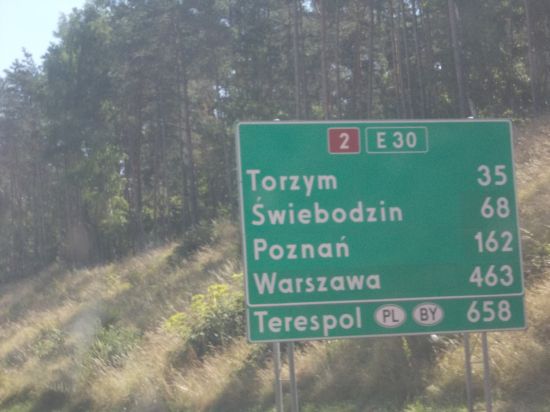 2 E 30
Torzym 35
Świebodzin 68
Poznań 162
Warszawa 463
Terespol PL BY 658